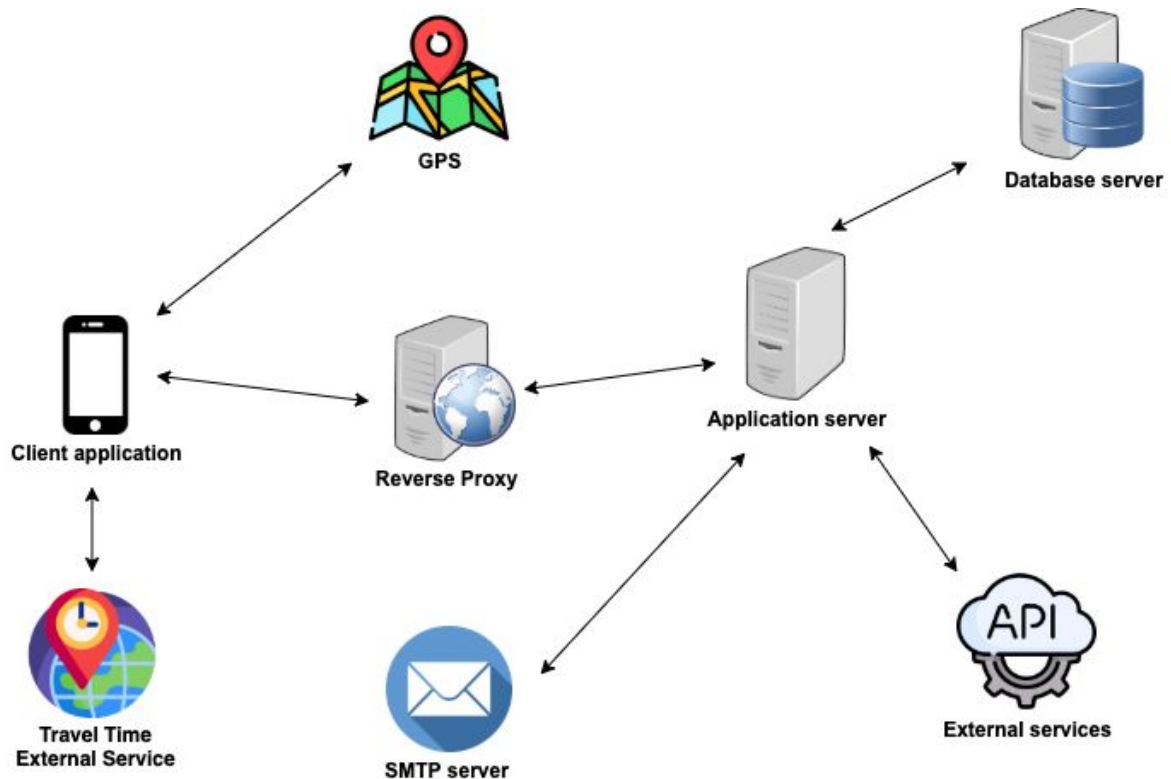 GPS
Database server
Application server
Client application
Reverse Proxy
API
External services
Travel Time
External Service
SMTP server